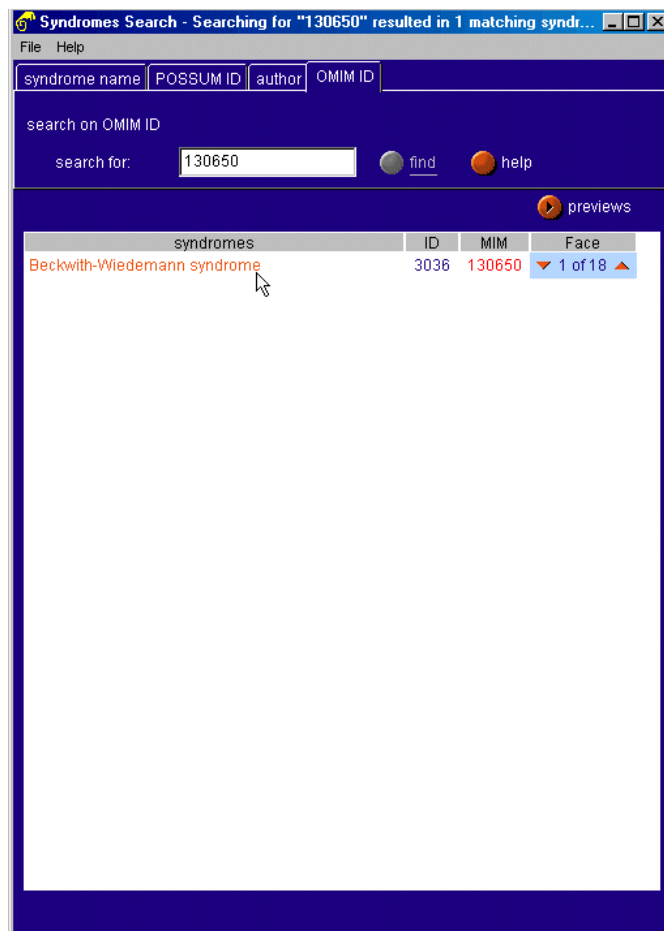 Syndromes Search - Searching for "130650" resulted in 1 matching syndr...
File Help
syndrome name POSSUM ID author OMIM ID
search on OMIM ID
search for: 130650 find help
previews
syndromes ID MIM Face
Beckwith-Wiedemann syndrome 3036 130650 1 of 18